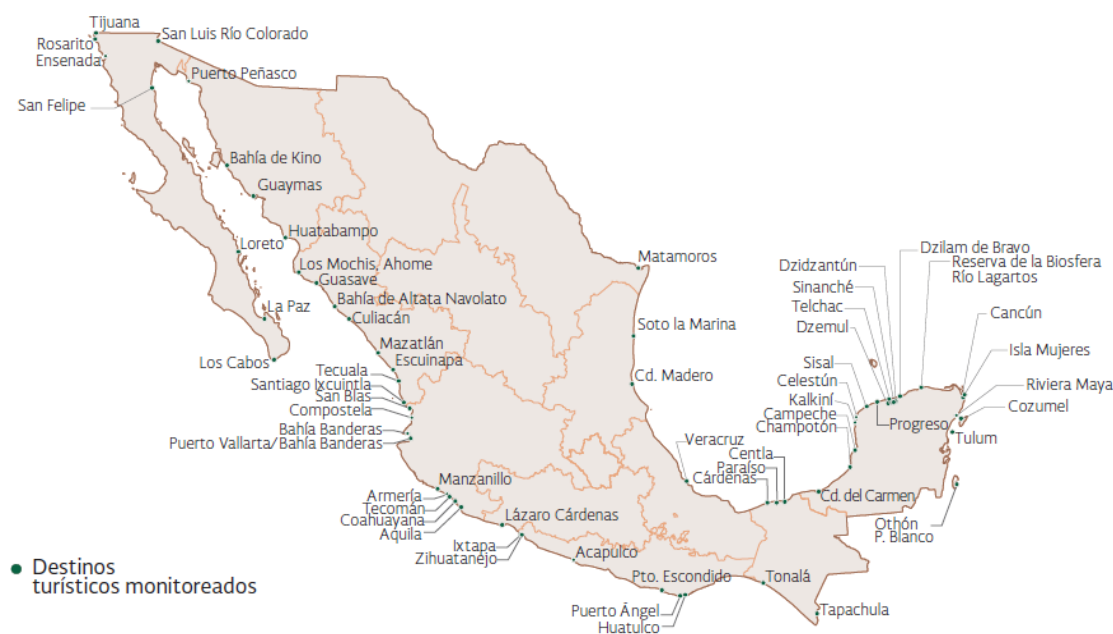 Tijuana
San Luis Río Colorado
Rosarito
Ensenada
Puerto Peñasco
San Felipe
Bahía de Kino
Guaymas
Huatabampo
Loreto
Los Mochis, Ahome
Guasave
La Paz
Bahía de Altata Navolato
Culiacán
Los Cabos
Mazatlán
Escuinapa
Tecuala
Santiago Ixcuintla
San Blas
Compostela
Bahía Banderas
Puerto Vallarta/Bahía Banderas
Manzanillo
Armería
Tecomán
Coahuayana
Aquila
Lázaro Cárdenas
Ixtapa
Zihuatanejo
Acapulco
Pto. Escondido
Puerto Ángel
Huatulco
Tonalá
Tapachula
Matamoros
Soto la Marina
Cd. Madero
Veracruz
Centla
Paraíso
Cárdenas
Cd. del Carmen
Dzilam de Bravo
Reserva de la Biosfera
Río Lagartos
Dzidzantún
Sinanché
Telchac
Dzemul
Sisal
Celestún
Kalkiní
Campeche
Champotón
Progreso
Cancún
Isla Mujeres
Riviera Maya
Cozumel
Tulum
Othón
P. Blanco
Destinos
turísticos monitoreados